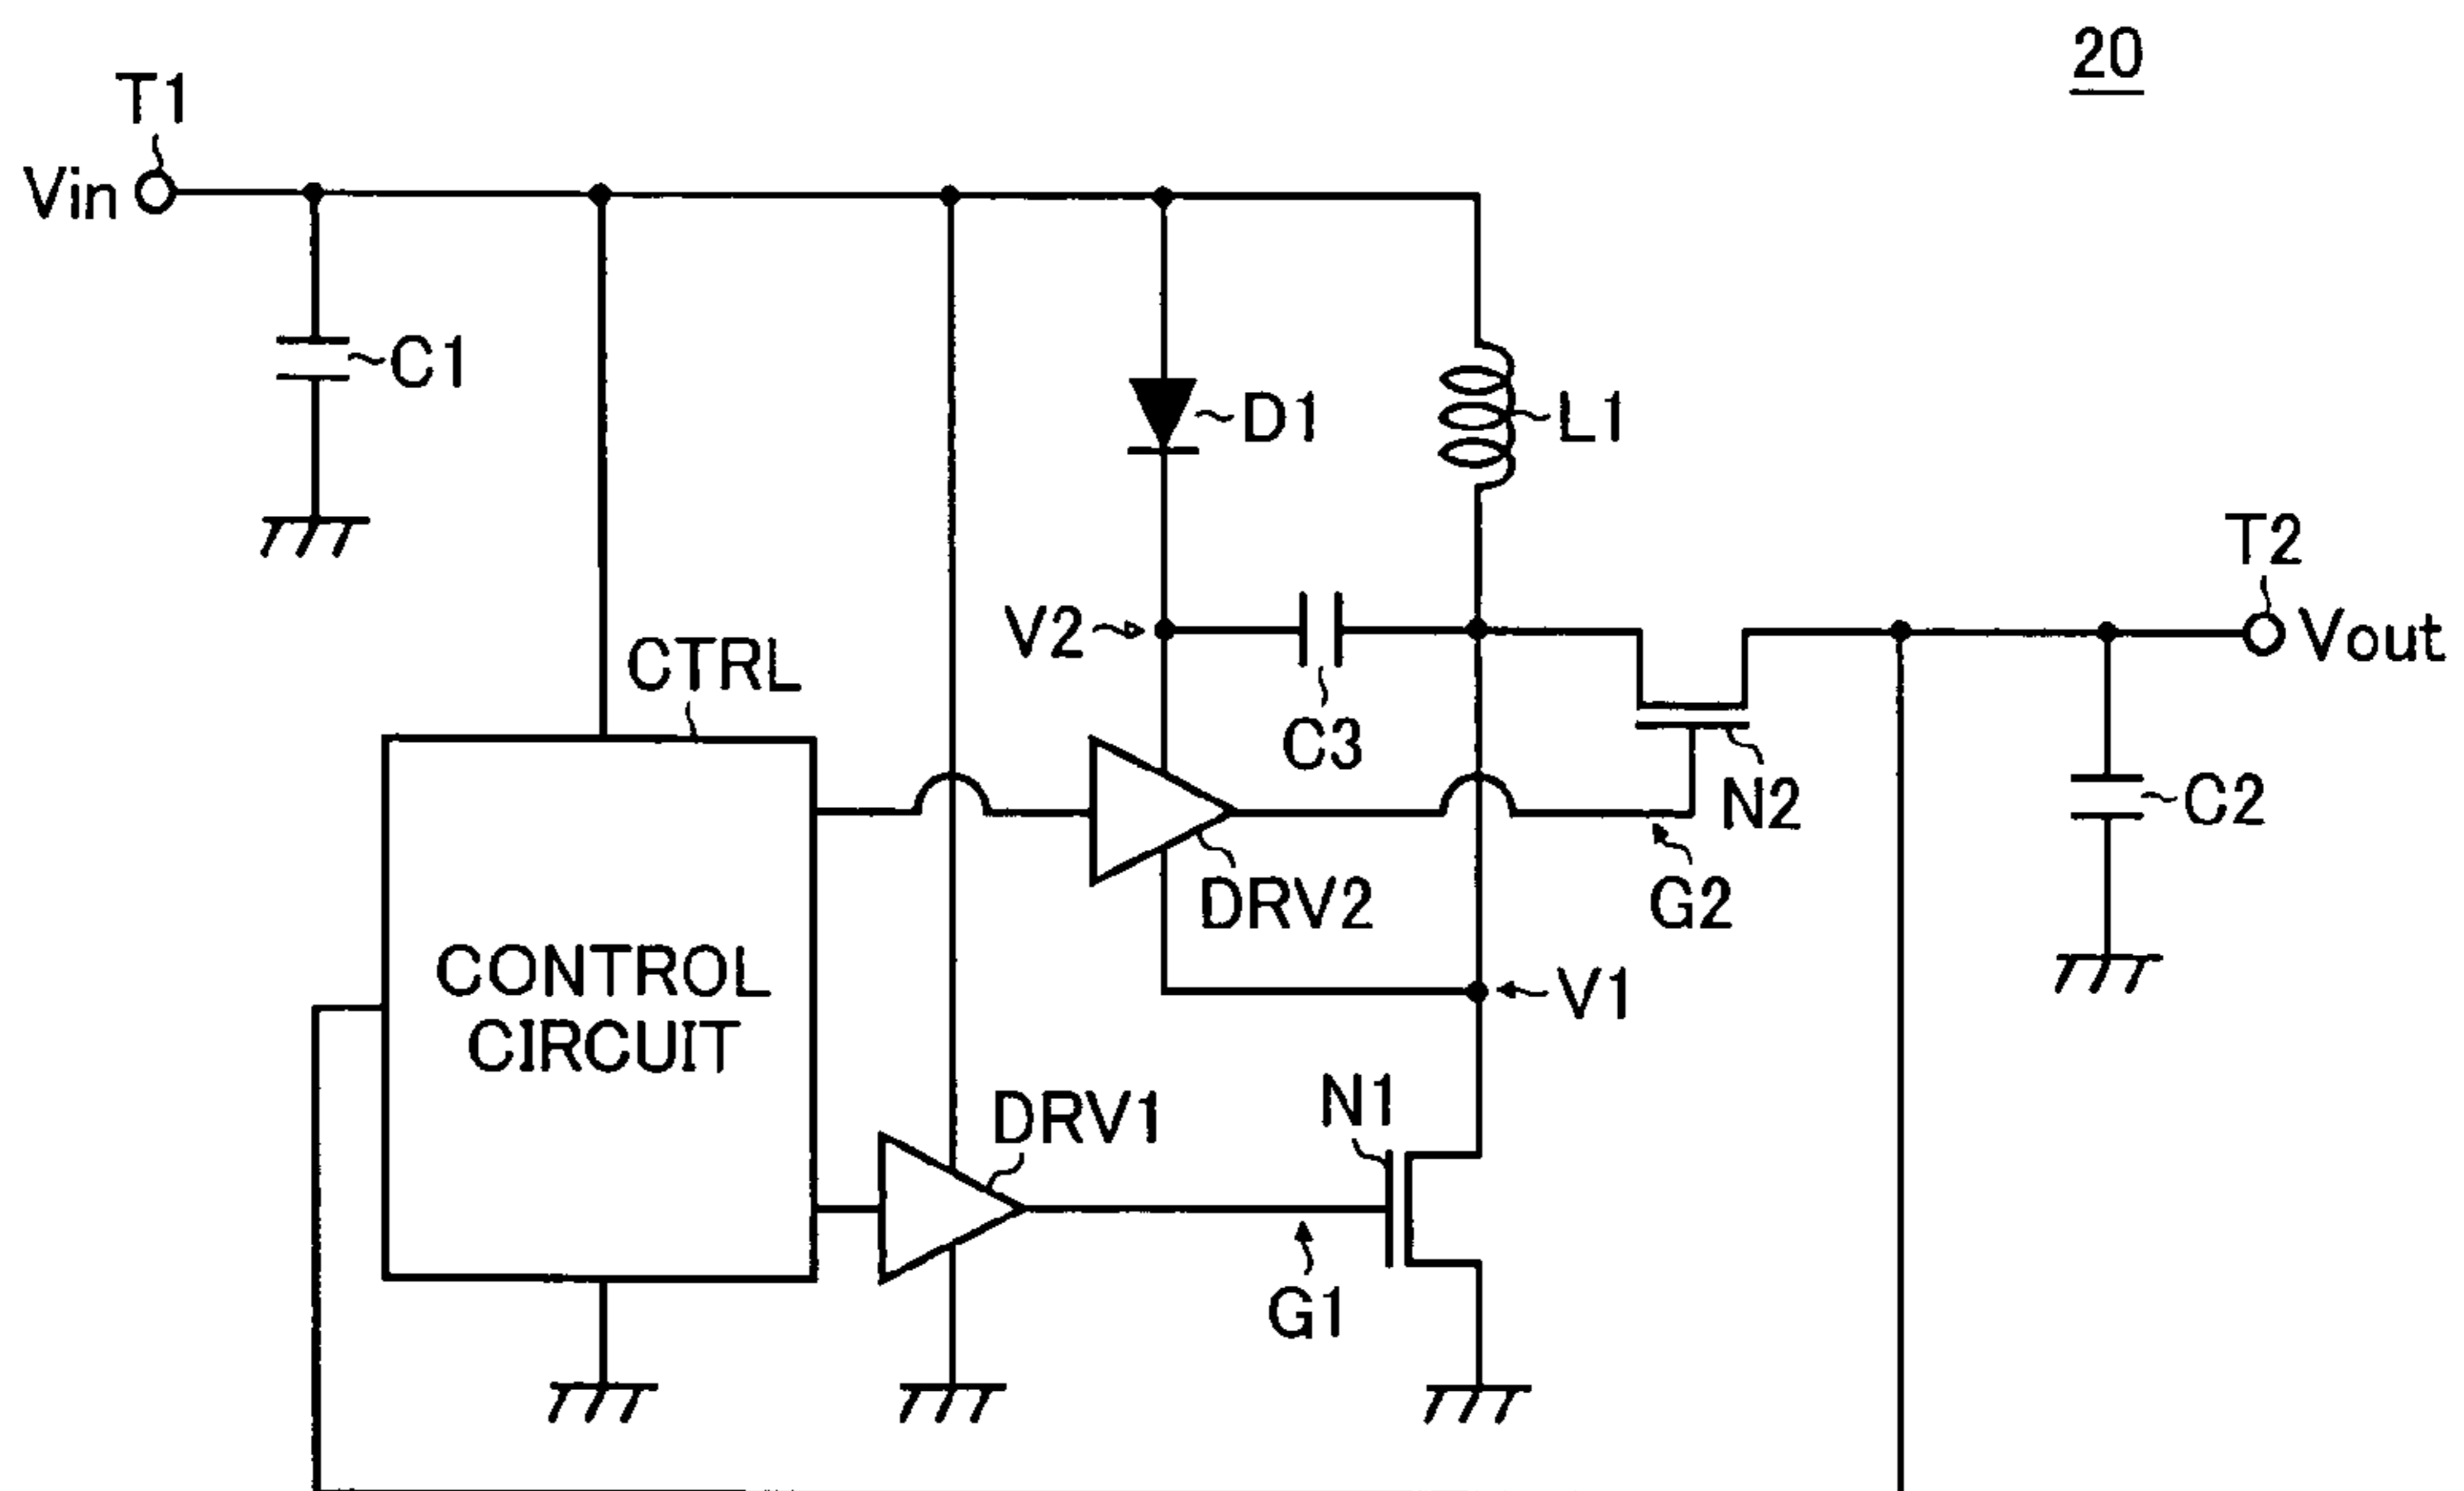 20
T1
Vin
C1
D1
L1
T2
V2
Vout
CTRL
C3
N2
C2
DRV2
G2
CONTROL
CIRCUIT
V1
N1
DRV1
G1